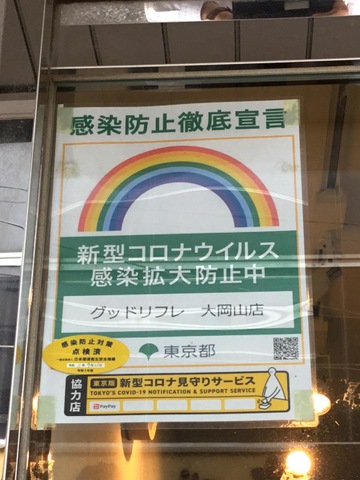 感染防止徹底宣言
新型コロナウイルス
感染拡大防止中
グッドリフレ 大岡山店
感染防止対策
点検済
東京都
協力店
東京版 新型コロナ見守りサービス
TOKYO'S COVID-19 NOTIFICATION & SUPPORT SERVICE
PayPay